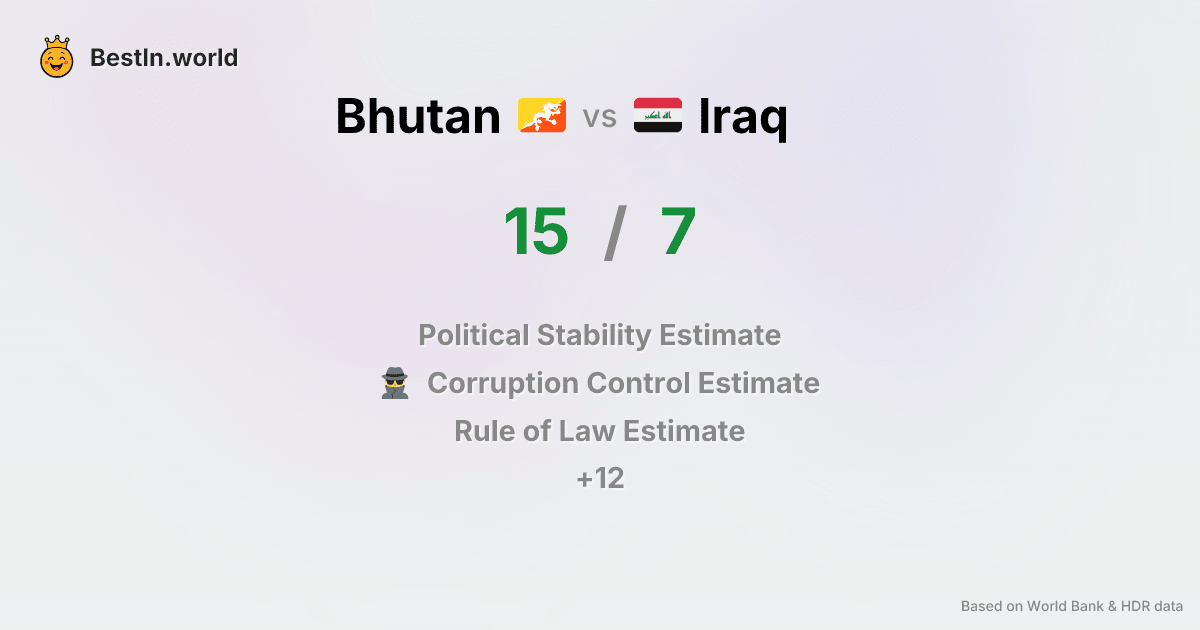 BestIn.world
Bhutan vs Iraq
15 / 7
Political Stability Estimate
Corruption Control Estimate
Rule of Law Estimate
+12
Based on World Bank & HDR data